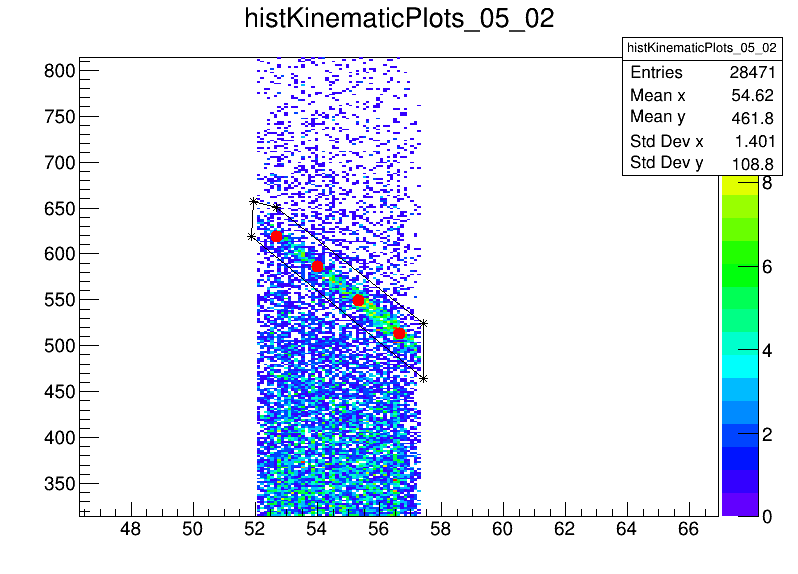 histKinematicPlots_05_02
histKinematicPlots_05_02
Entries 28471
Mean x 54.62
Mean y 461.8
Std Dev x 1.401
Std Dev y 108.8
800
750
700
650
600
550
500
450
400
350
8
6
4
2
0
48 50 52 54 56 58 60 62 64 66